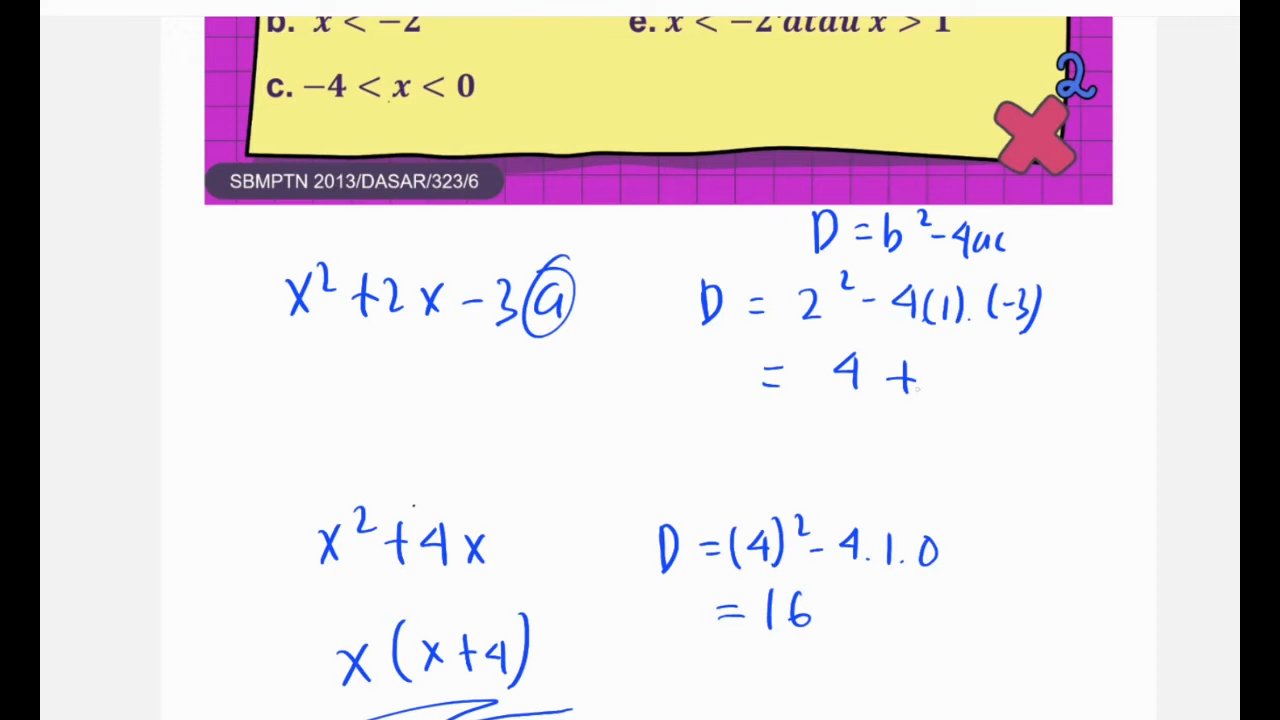 b. x < −2
e. x < −2 atau x > 1
c. −4 < x < 0
2
SBMPTN 2013/DASAR/323/6
D = b² - 4ac
x² + 2x - 3a
D = 2² - 4(1).(-3)
= 4 +
x² + 4x
D = (4)² - 4.1.0
= 16
x(x+4)